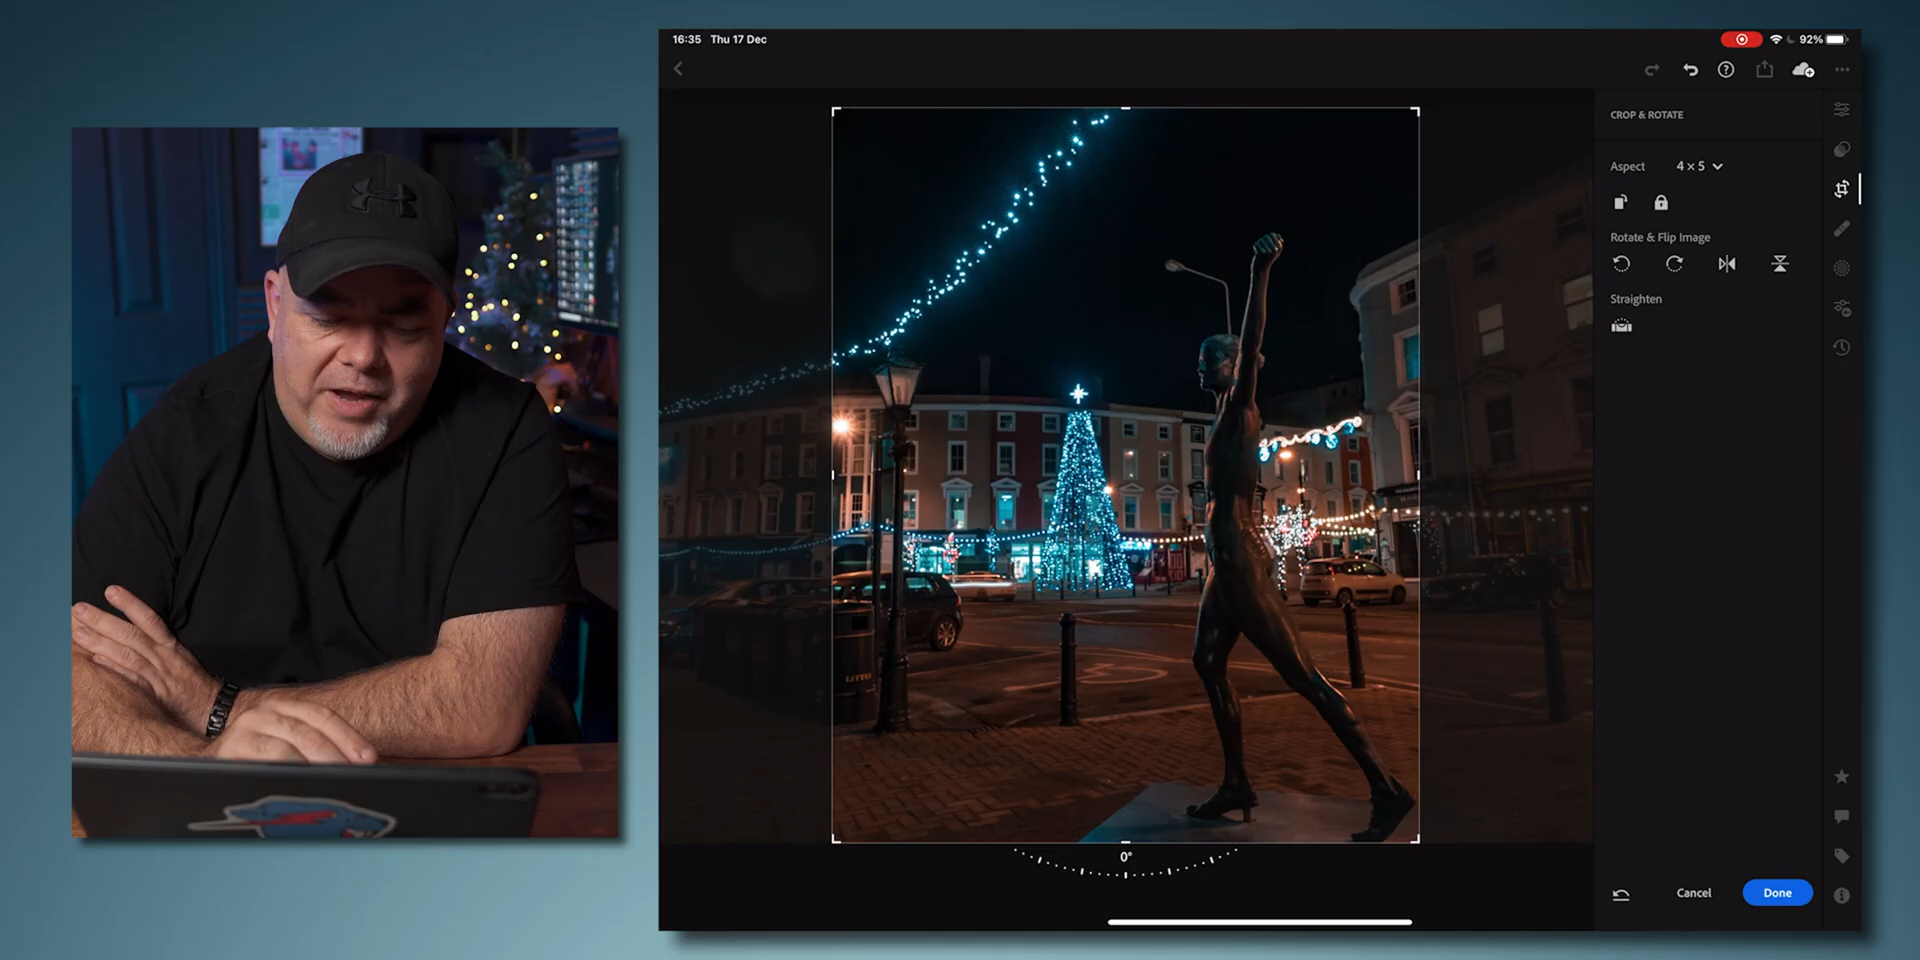 16:35 Thu 17 Dec
92%
CROP & ROTATE
Aspect 4 × 5
Rotate & Flip Image
Straighten
0°
Cancel Done